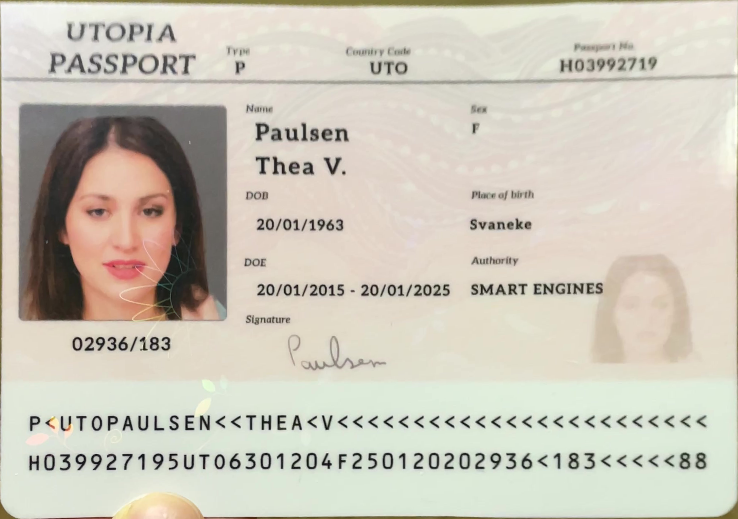 UTOPIA
PASSPORT
Type
P
Country Code
UTO
Passport No
H03992719
Name
Paulsen
Thea V.
Sex
F
DOB
20/01/1963
Place of birth
Svaneke
DOE
20/01/2015 - 20/01/2025
Authority
SMART ENGINES
Signature
Paulsen
02936/183
P<UTOPAULSEN<<THEA<V<<<<<<<<<<<<<<<<<<<<<<<<
H039927195UTO6301204F250120202936<183<<<<<88